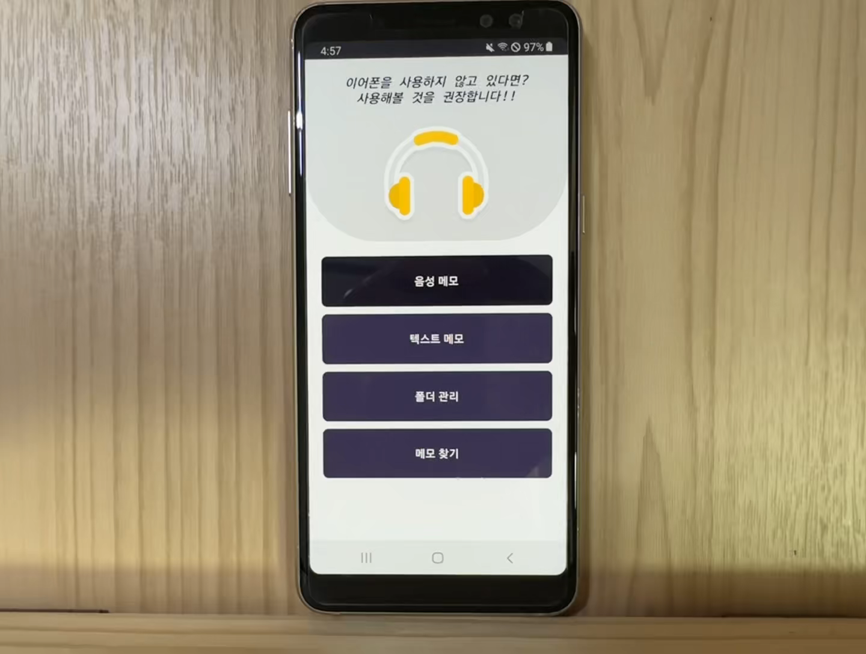 4:57
97%
이어폰을 사용하지 않고 있다면?
사용해볼 것을 권장합니다!!
음성 메모
텍스트 메모
폴더 관리
메모 찾기